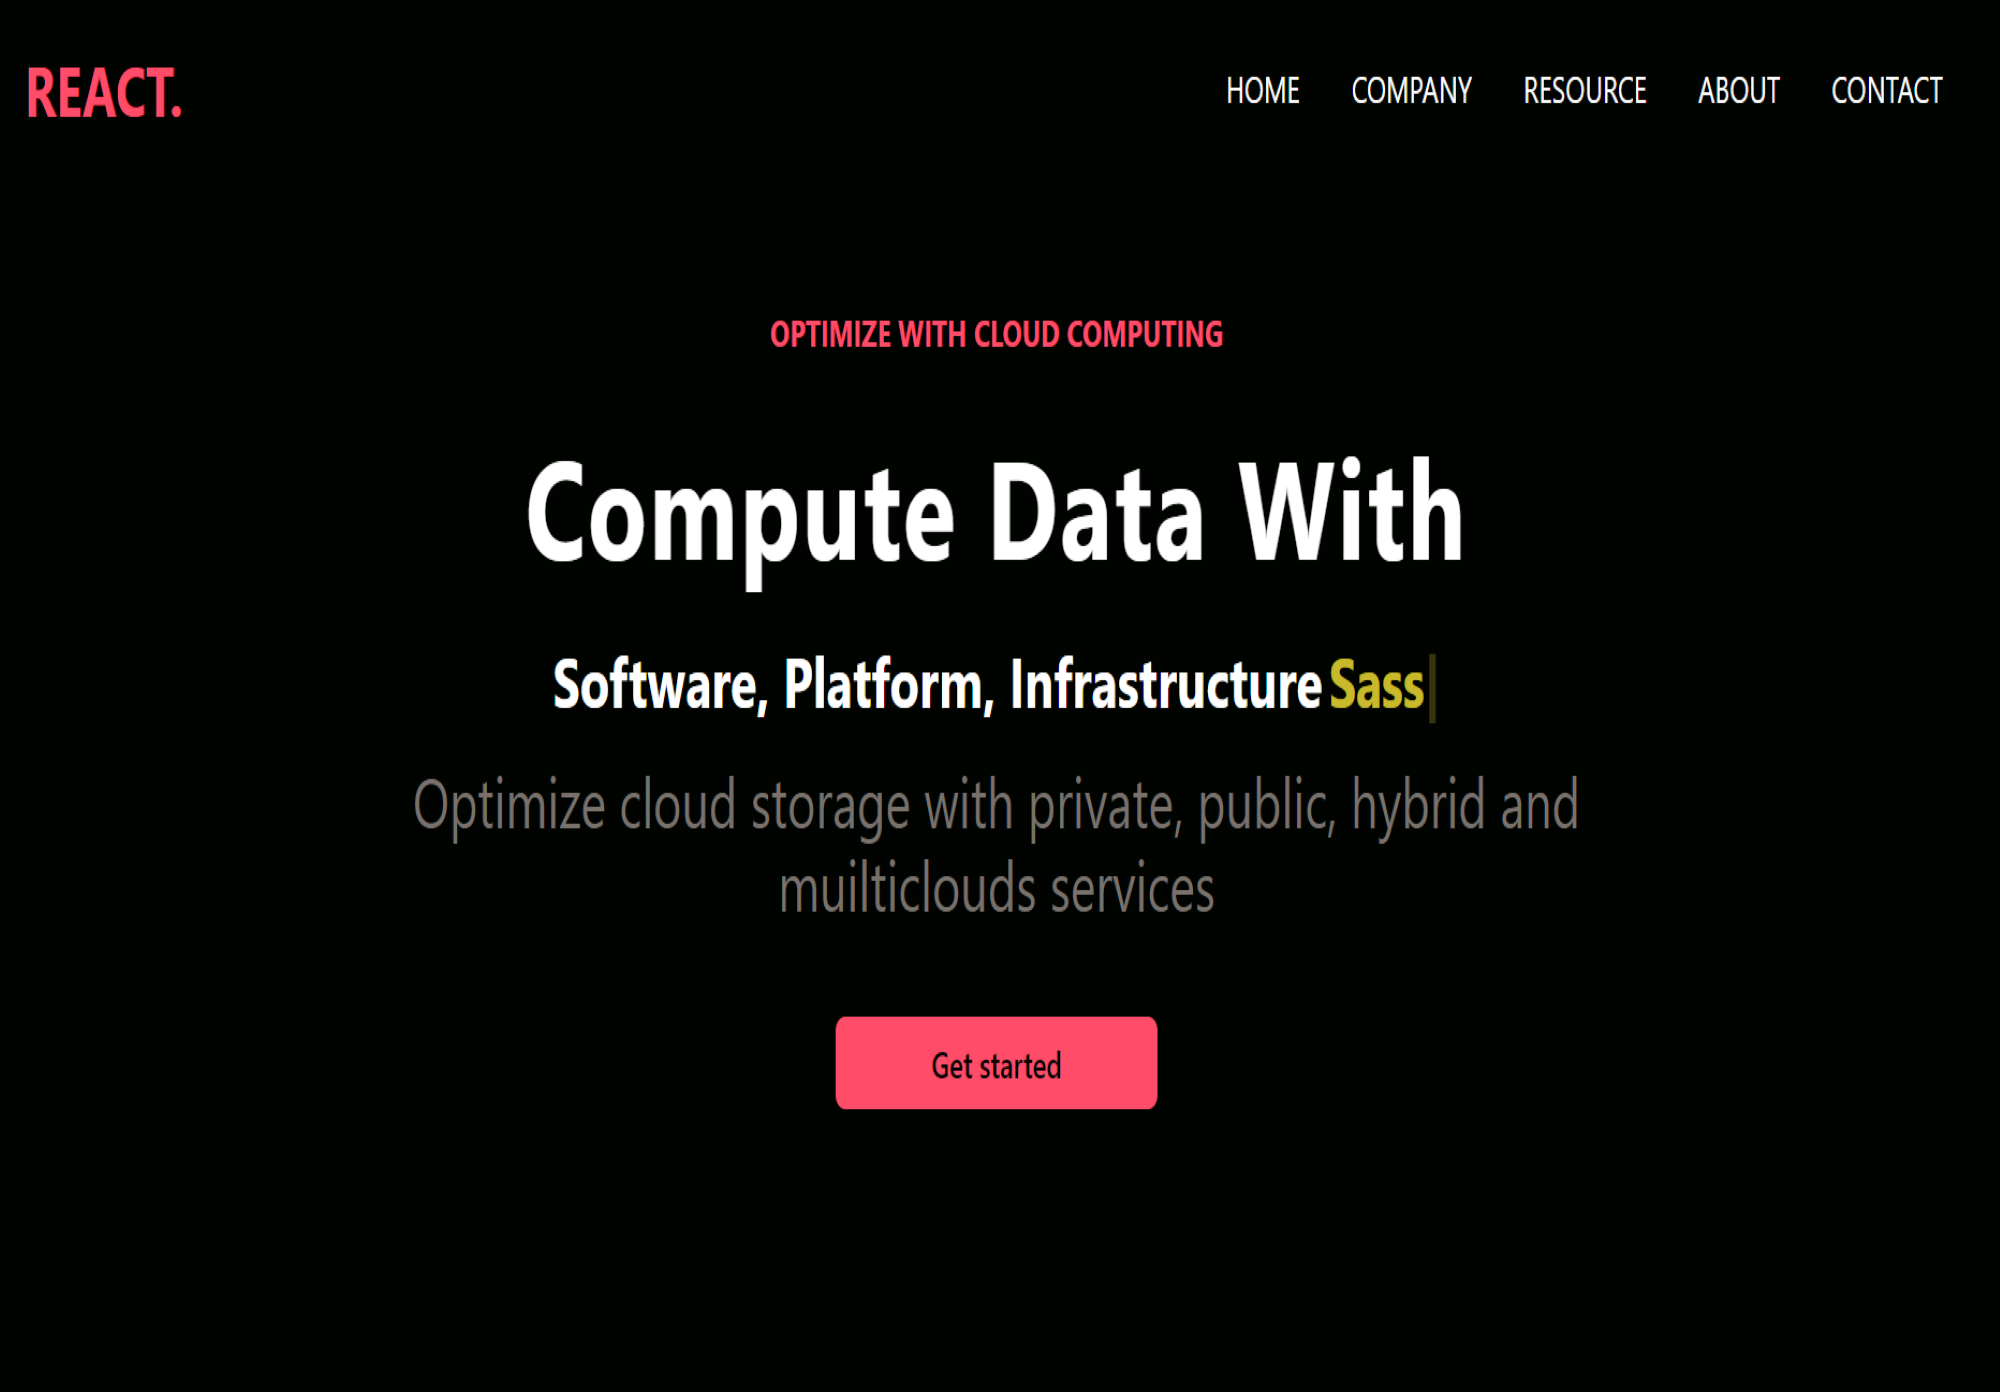 REACT.
HOME COMPANY RESOURCE ABOUT CONTACT
OPTIMIZE WITH CLOUD COMPUTING
Compute Data With
Software, Platform, Infrastructure Sass
Optimize cloud storage with private, public, hybrid and
muilticlouds services
Get started